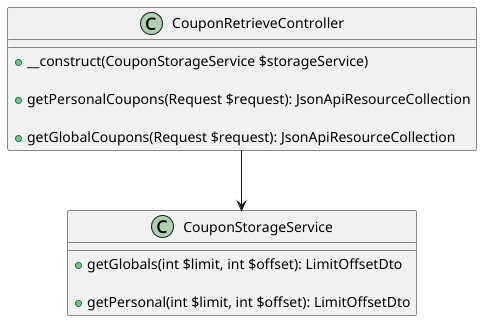 C CouponRetrieveController
__construct(CouponStorageService $storageService)
getPersonalCoupons(Request $request): JsonApiResourceCollection
getGlobalCoupons(Request $request): JsonApiResourceCollection
C CouponStorageService
getGlobals(int $limit, int $offset): LimitOffsetDto
getPersonal(int $limit, int $offset): LimitOffsetDto